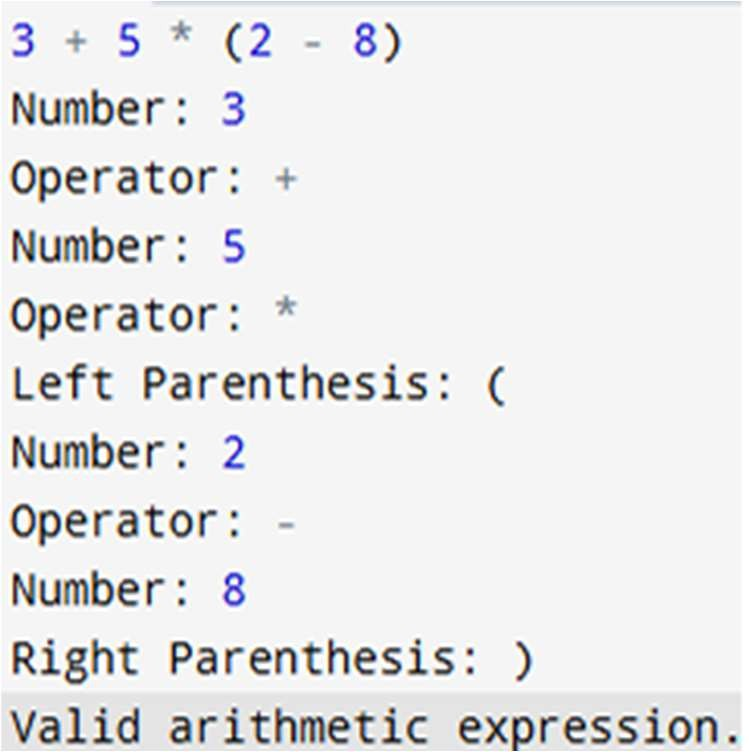 3 + 5 * (2 - 8)
Number: 3
Operator: +
Number: 5
Operator: *
Left Parenthesis: (
Number: 2
Operator: -
Number: 8
Right Parenthesis: )
Valid arithmetic expression.